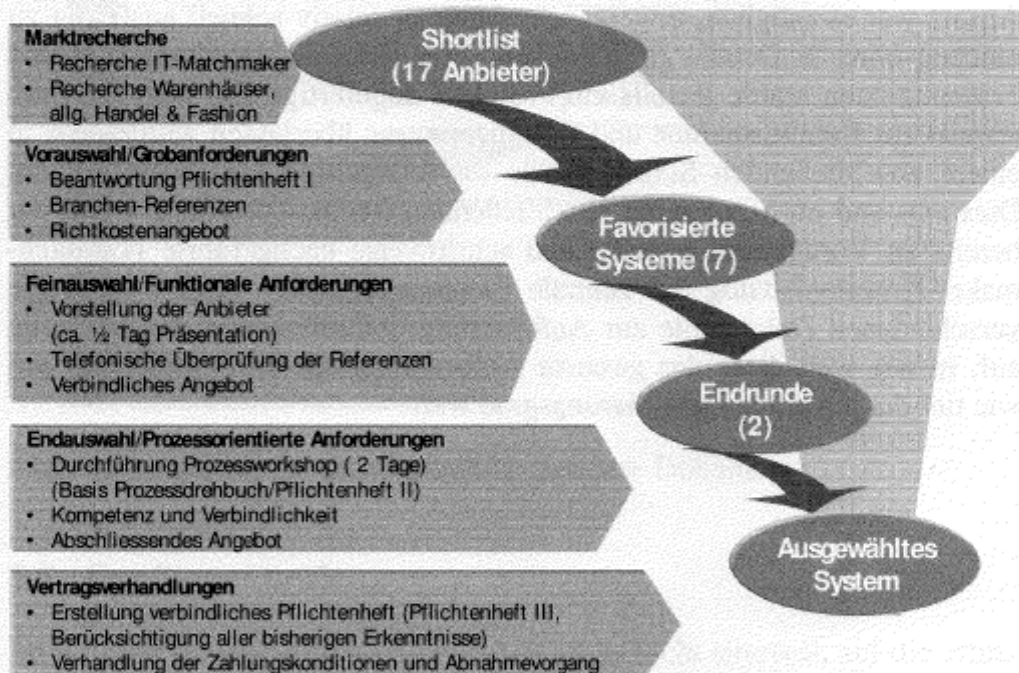 Marktrecherche
• Recherche IT-Matchmaker
• Recherche Warenhäuser,
allg. Handel & Fashion
Shortlist
(17 Anbieter)
Vorauswahl/Grobanforderungen
• Beantwortung Pflichtenheft I
• Branchen-Referenzen
• Richtkostenangebot
Favorisierte
Systeme (7)
Feinauswahl/Funktionale Anforderungen
• Vorstellung der Anbieter
(ca. ½ Tag Präsentation)
• Telefonische Überprüfung der Referenzen
• Verbindliches Angebot
Endrunde
(2)
Endauswahl/Prozessorientierte Anforderungen
• Durchführung Prozessworkshop ( 2 Tage)
(Basis Prozessdrehbuch/Pflichtenheft II)
• Kompetenz und Verbindlichkeit
• Abschliessendes Angebot
Ausgewähltes
System
Vertragsverhandlungen
• Erstellung verbindliches Pflichtenheft (Pflichtenheft III,
Berücksichtigung aller bisherigen Erkenntnisse)
• Verhandlung der Zahlungskonditionen und Abnahmevorgang